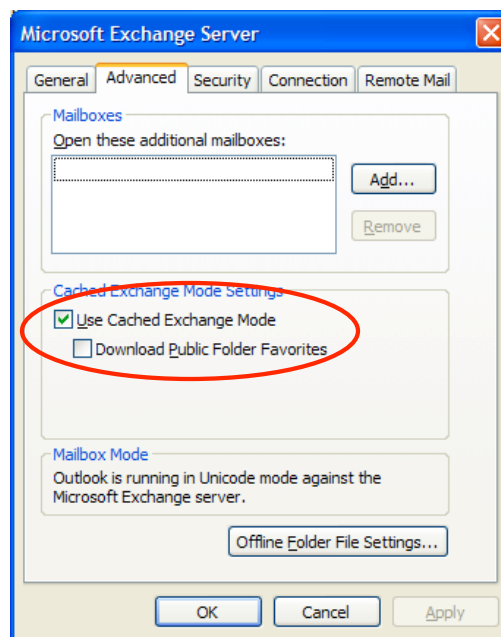 Microsoft Exchange Server
General Advanced Security Connection Remote Mail
Mailboxes
Open these additional mailboxes:
Add...
Remove
Cached Exchange Mode Settings
Use Cached Exchange Mode
Download Public Folder Favorites
Mailbox Mode
Outlook is running in Unicode mode against the
Microsoft Exchange server.
Offline Folder File Settings...
OK Cancel Apply